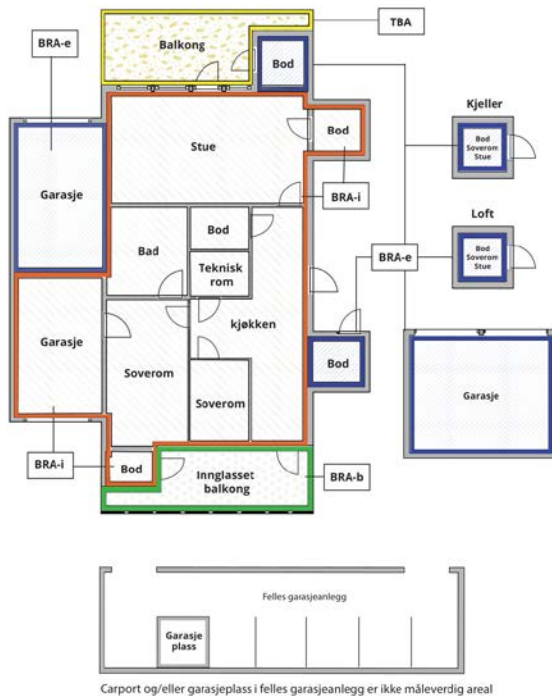 TBA
Balkong
BRA-e
Bod
Kjeller
Bod
Soverom
Stue
Stue
Bod
Garasje
BRA-i
Loft
Bod
Bod
Soverom
Stue
Bad
Teknisk
rom
BRA-e
Garasje
kjøkken
Soverom
Bod
Garasje
Soverom
BRA-i
Bod
Innglasset
balkong
BRA-b
Felles garasjeanlegg
Garasje
plass
Carport og/eller garasjeplass i felles garasjeanlegg er ikke måleverdig areal